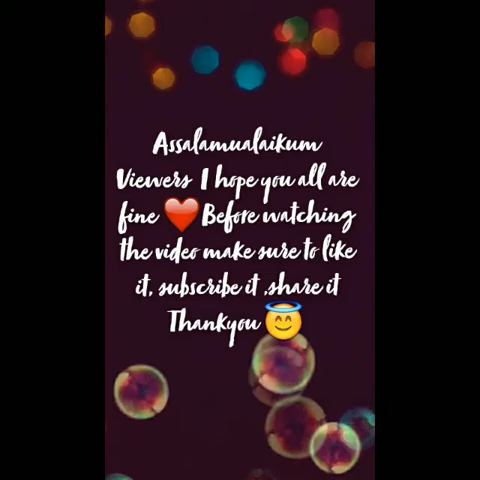 Assalamualaikum
Viewers I hope you all are
fine ❤️ Before watching
the video make sure to like
it, subscribe it ,share it
Thankyou 😇